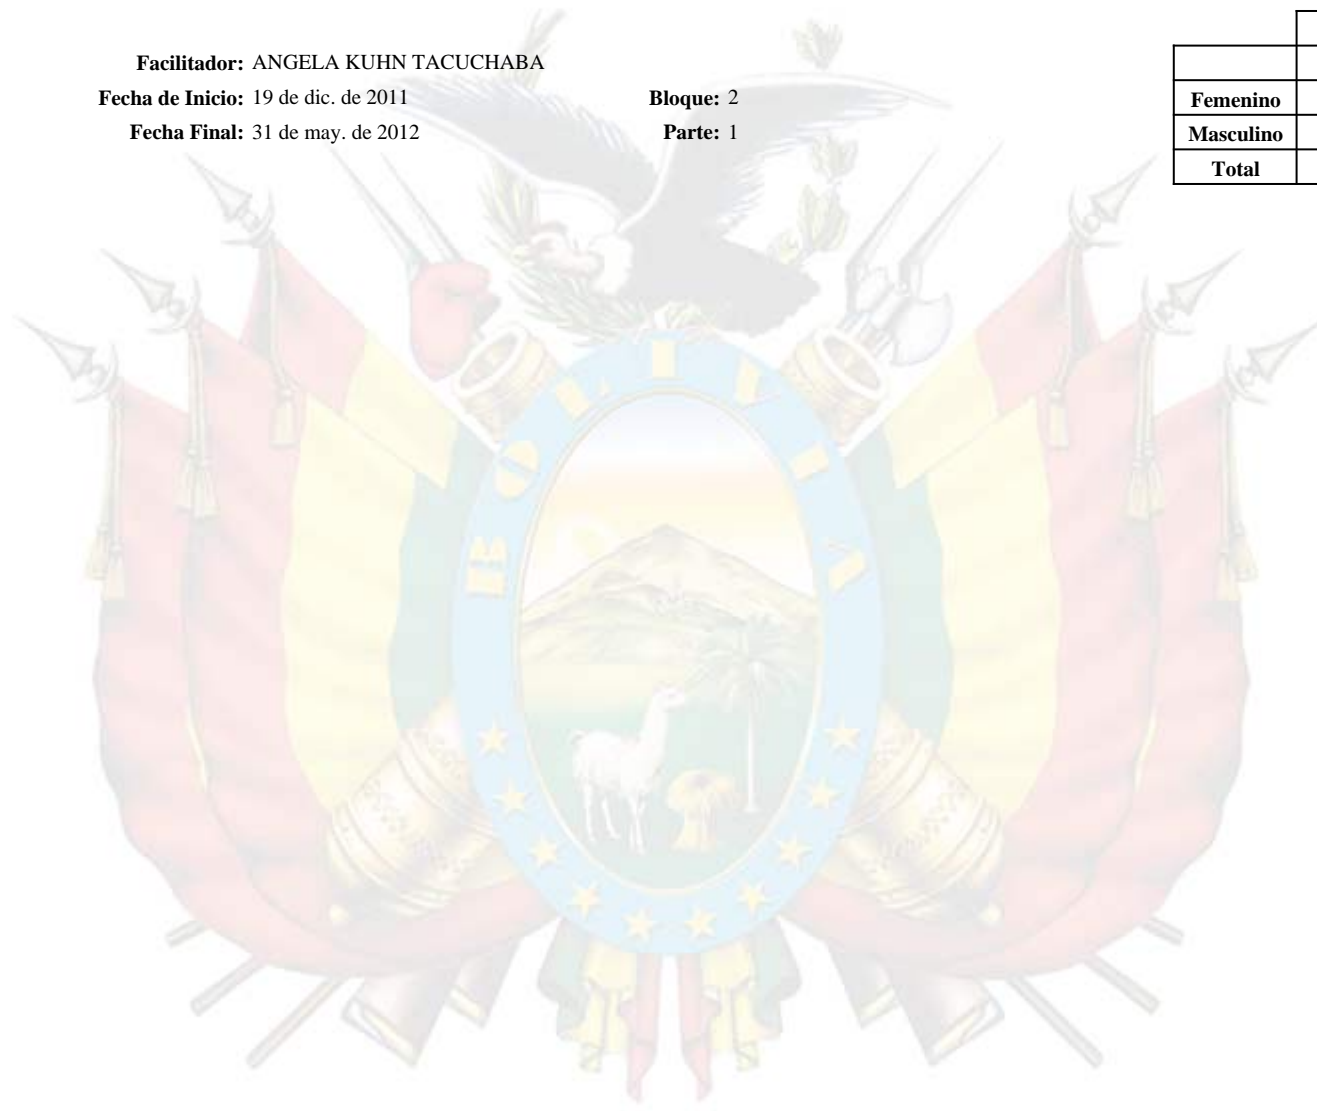 Facilitador: ANGELA KUHN TACUCHABA
Fecha de Inicio: 19 de dic. de 2011 Bloque: 2
Fecha Final: 31 de may. de 2012 Parte: 1
Femenino
Masculino
Total
BOLIVIA